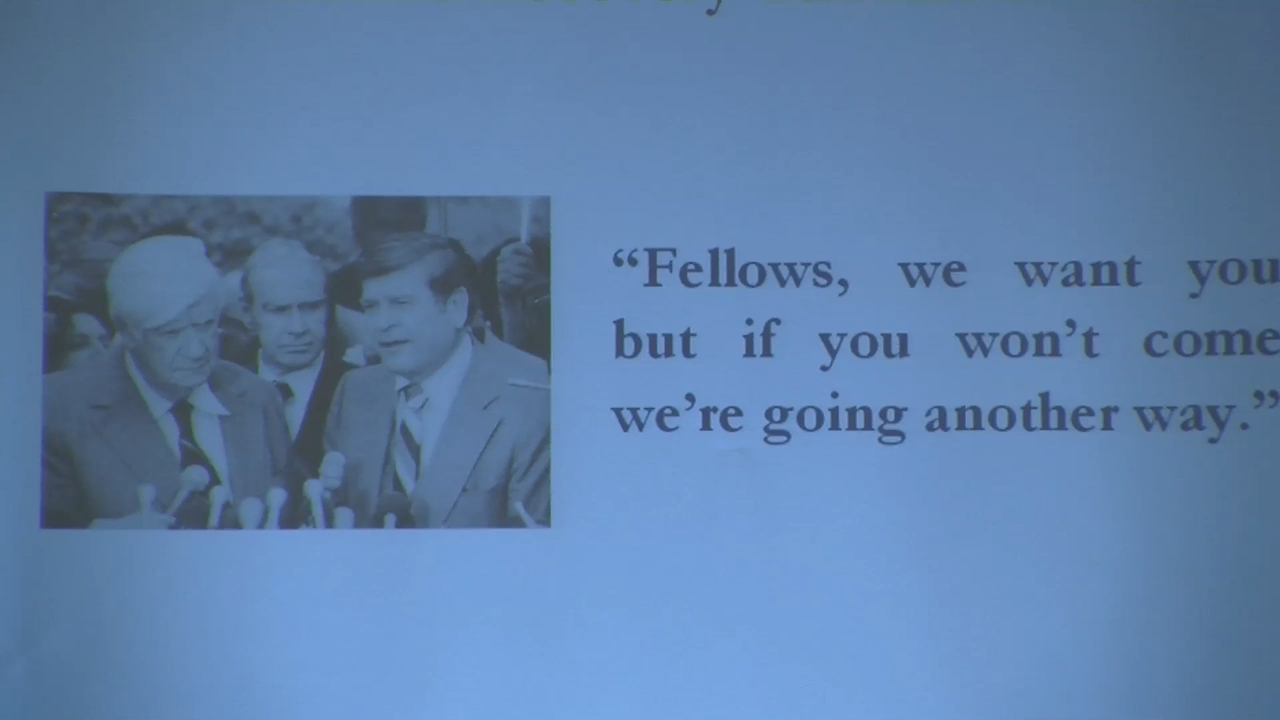 “Fellows, we want you
but if you won’t come
we’re going another way.”